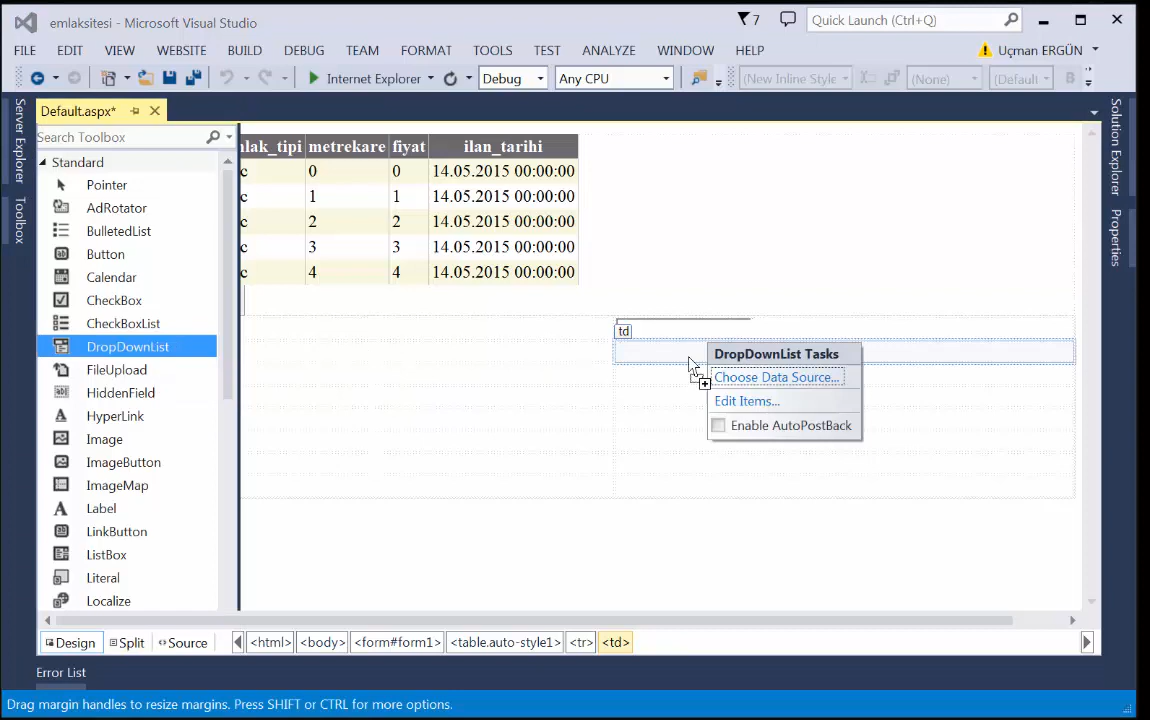 emlaksitesi - Microsoft Visual Studio
7
Quick Launch (Ctrl+Q)
FILE EDIT VIEW WEBSITE BUILD DEBUG TEAM FORMAT TOOLS TEST ANALYZE WINDOW HELP
Uçman ERGÜN
Internet Explorer
Debug
Any CPU
(New Inline Style
(None)
(Default
B
Server Explorer
Toolbox
Default.aspx*
Search Toolbox
Standard
Pointer
AdRotator
BulletedList
Button
Calendar
CheckBox
CheckBoxList
DropDownList
FileUpload
HiddenField
HyperLink
Image
ImageButton
ImageMap
Label
LinkButton
ListBox
Literal
Localize
lak_tipi metrekare fiyat ilan_tarihi
c 0 0 14.05.2015 00:00:00
c 1 1 14.05.2015 00:00:00
c 2 2 14.05.2015 00:00:00
c 3 3 14.05.2015 00:00:00
c 4 4 14.05.2015 00:00:00
td
DropDownList Tasks
Choose Data Source...
Edit Items...
Enable AutoPostBack
Solution Explorer
Properties
Design Split Source
<html> <body> <form#form1> <table.auto-style1> <tr> <td>
Error List
Drag margin handles to resize margins. Press SHIFT or CTRL for more options.